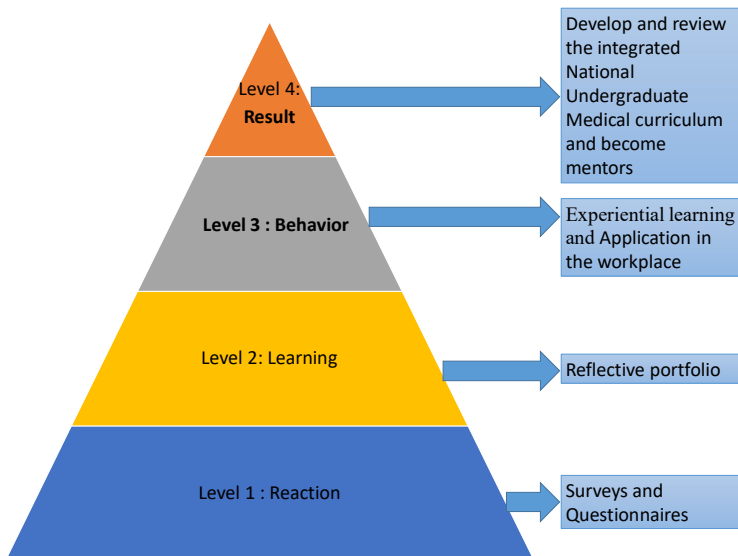 Level 4:
Result
Develop and review
the integrated
National
Undergraduate
Medical curriculum
and become
mentors
Level 3 : Behavior
Experiential learning
and Application in
the workplace
Level 2: Learning
Reflective portfolio
Level 1 : Reaction
Surveys and
Questionnaires